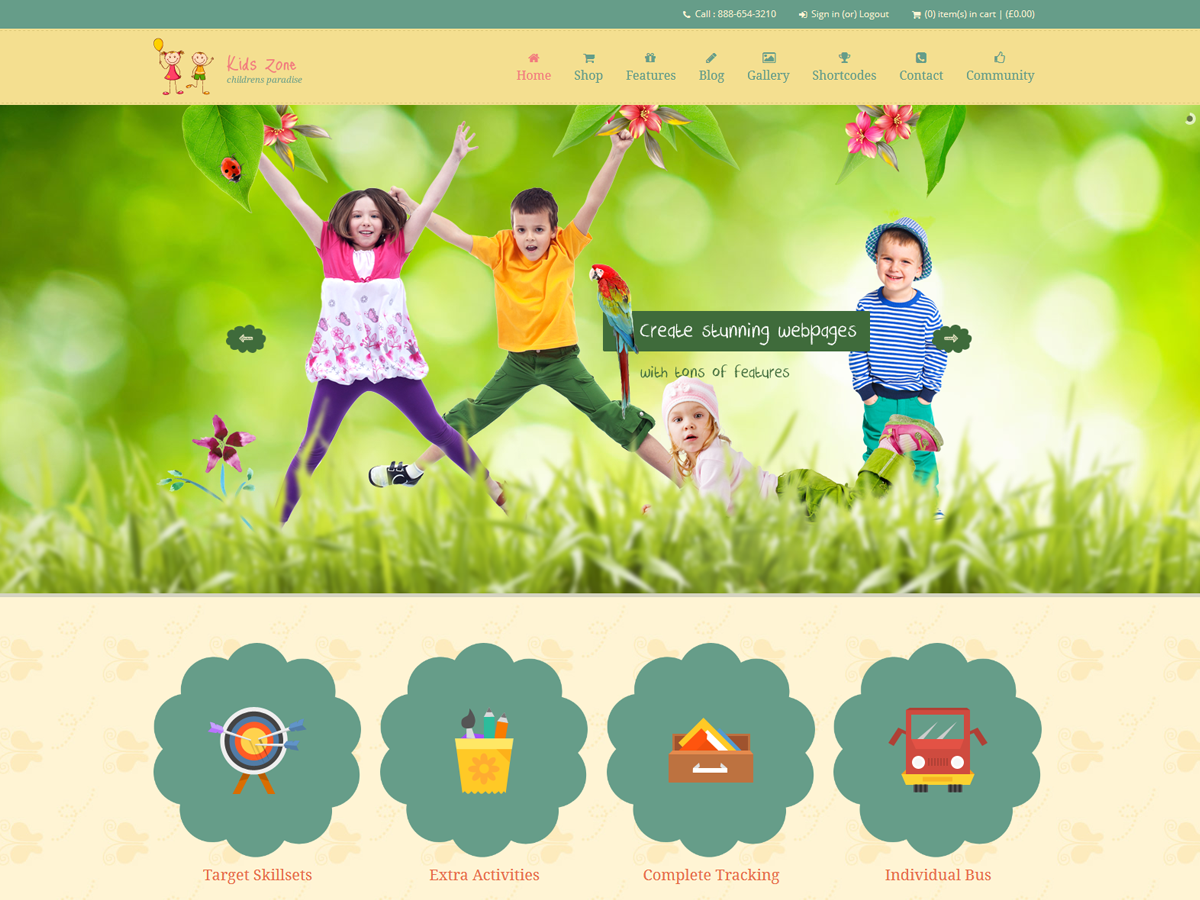 Call : 888-654-3210 Sign in (or) Logout (0) item(s) in cart | (£0.00)
Kids Zone
childrens paradise
Home Shop Features Blog Gallery Shortcodes Contact Community
Create stunning webpages
with tons of features
Target Skillsets Extra Activities Complete Tracking Individual Bus